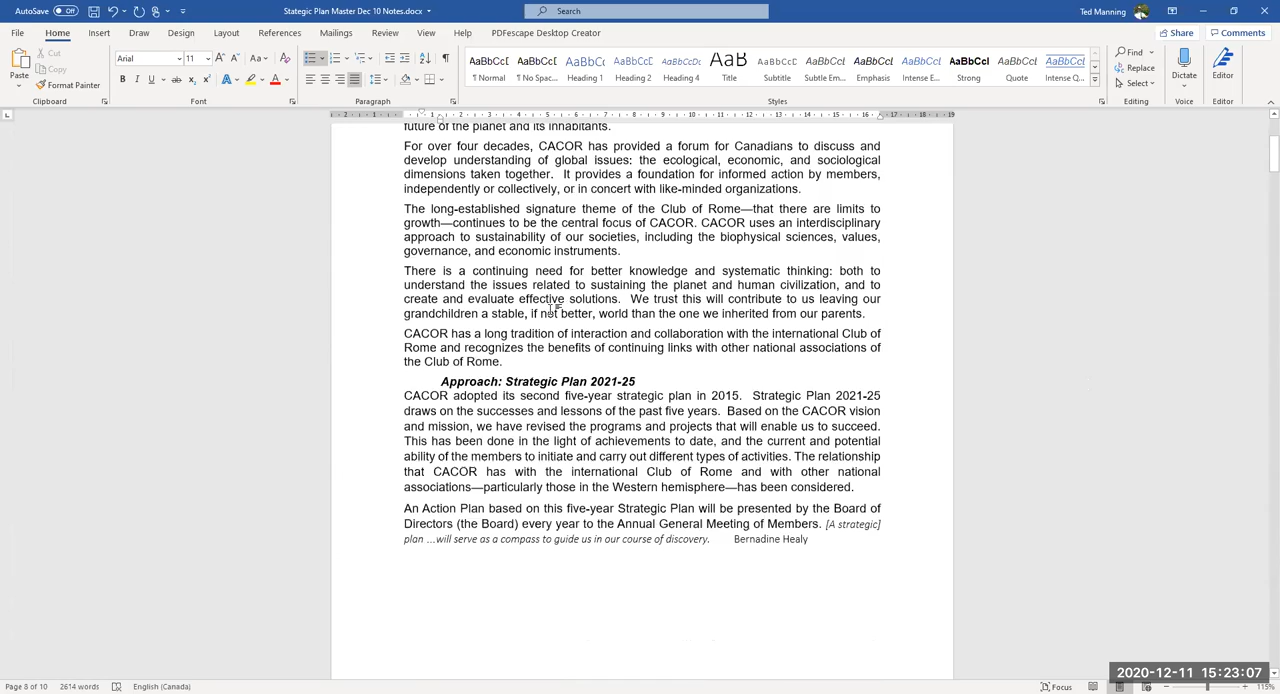 AutoSave Off Stategic Plan Master Dec 10 Notes.docx Search Ted Manning
File Home Insert Draw Design Layout References Mailings Review View Help PDFescape Desktop Creator Share Comments
Paste Cut Copy Format Painter
Arial 11
B I U ab x₂ x²
AaBbCcI AaBbCcI AaBbC( AaBbCcI AaBbCcDc AaB AaBbCcI AaBbCcI AaBbCcI AaBbCcI AaBbCcI AaBbCcI AaBbCcI
¶ Normal ¶ No Spac... Heading 1 Heading 2 Heading 4 Title Subtitle Subtle Em... Emphasis Intense E... Strong Quote Intense Q...
Find Replace Select Dictate Editor
Clipboard Font Paragraph Styles Editing Voice Editor
future of the planet and its inhabitants.
For over four decades, CACOR has provided a forum for Canadians to discuss and
develop understanding of global issues: the ecological, economic, and sociological
dimensions taken together. It provides a foundation for informed action by members,
independently or collectively, or in concert with like-minded organizations.
The long-established signature theme of the Club of Rome—that there are limits to
growth—continues to be the central focus of CACOR. CACOR uses an interdisciplinary
approach to sustainability of our societies, including the biophysical sciences, values,
governance, and economic instruments.
There is a continuing need for better knowledge and systematic thinking: both to
understand the issues related to sustaining the planet and human civilization, and to
create and evaluate effective solutions. We trust this will contribute to us leaving our
grandchildren a stable, if not better, world than the one we inherited from our parents.
CACOR has a long tradition of interaction and collaboration with the international Club of
Rome and recognizes the benefits of continuing links with other national associations of
the Club of Rome.
Approach: Strategic Plan 2021-25
CACOR adopted its second five-year strategic plan in 2015. Strategic Plan 2021-25
draws on the successes and lessons of the past five years. Based on the CACOR vision
and mission, we have revised the programs and projects that will enable us to succeed.
This has been done in the light of achievements to date, and the current and potential
ability of the members to initiate and carry out different types of activities. The relationship
that CACOR has with the international Club of Rome and with other national
associations—particularly those in the Western hemisphere—has been considered.
An Action Plan based on this five-year Strategic Plan will be presented by the Board of
Directors (the Board) every year to the Annual General Meeting of Members. [A strategic]
plan ...will serve as a compass to guide us in our course of discovery. Bernadine Healy
2020-12-11 15:23:07
Page 8 of 10 2614 words English (Canada) Focus 115%